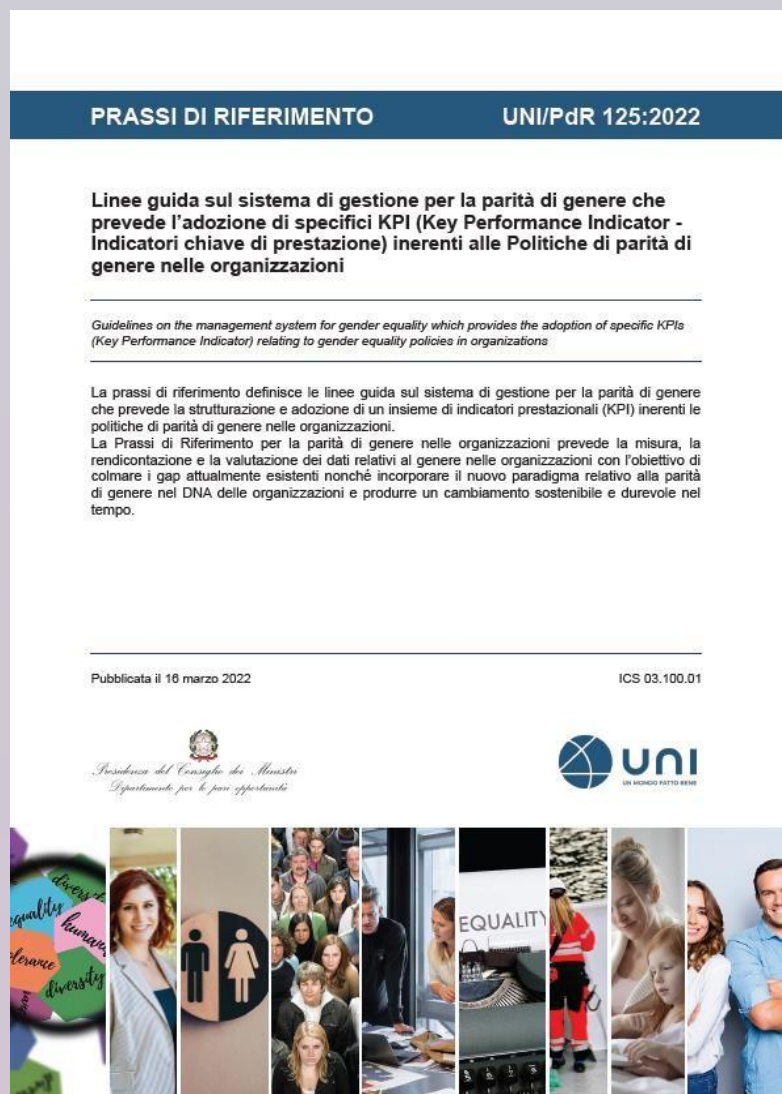 PRASSI DI RIFERIMENTO UNI/PdR 125:2022
Linee guida sul sistema di gestione per la parità di genere che
prevede l’adozione di specifici KPI (Key Performance Indicator -
Indicatori chiave di prestazione) inerenti alle Politiche di parità di
genere nelle organizzazioni
Guidelines on the management system for gender equality which provides the adoption of specific KPIs
(Key Performance Indicator) relating to gender equality policies in organizations
La prassi di riferimento definisce le linee guida sul sistema di gestione per la parità di genere
che prevede la strutturazione e adozione di un insieme di indicatori prestazionali (KPI) inerenti le
politiche di parità di genere nelle organizzazioni.
La Prassi di Riferimento per la parità di genere nelle organizzazioni prevede la misura, la
rendicontazione e la valutazione dei dati relativi al genere nelle organizzazioni con l’obiettivo di
colmare i gap attualmente esistenti nonché incorporare il nuovo paradigma relativo alla parità
di genere nel DNA delle organizzazioni e produrre un cambiamento sostenibile e durevole nel
tempo.
Pubblicata il 16 marzo 2022 ICS 03.100.01
Presidenza del Consiglio dei Ministri
Dipartimento per le pari opportunità
UNI
UN MONDO FATTO BENE
equality
humanity
diversity
EQUALITY